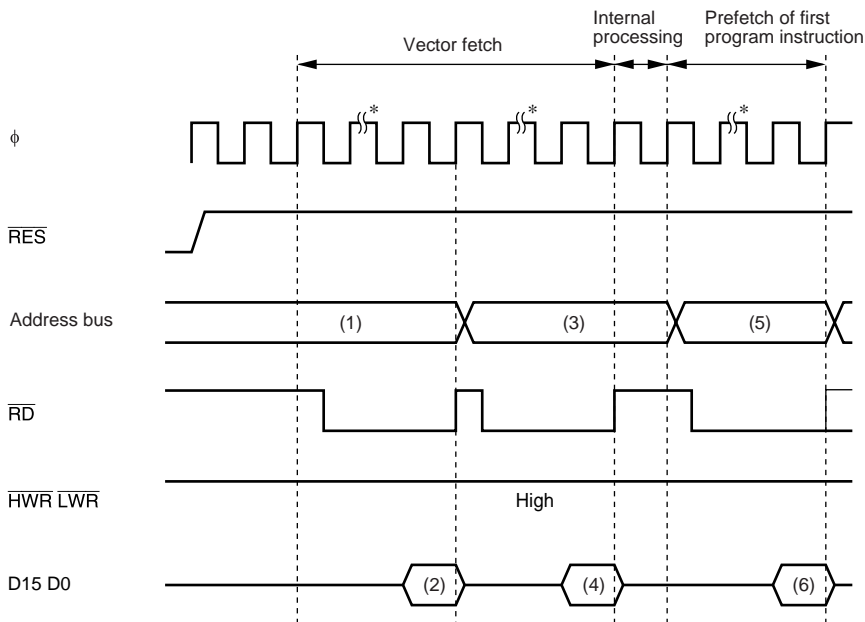 Internal
processing
Prefetch of first
program instruction
Vector fetch
* * *
ϕ
RES
Address bus
(1) (3) (5)
RD
HWR LWR
High
D15 D0
(2) (4) (6)